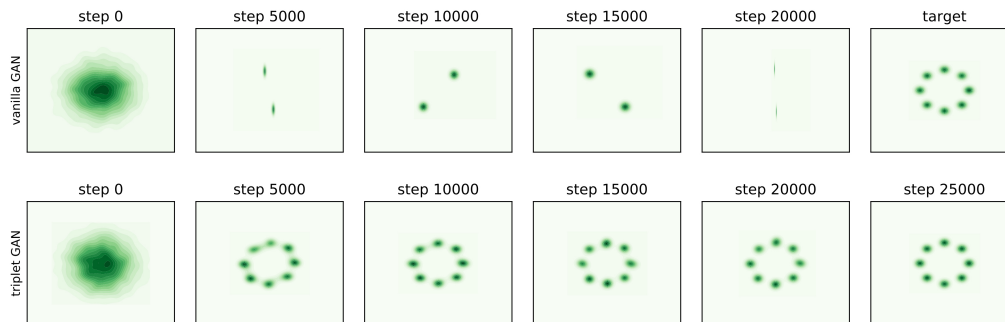 step 0 step 5000 step 10000 step 15000 step 20000 target
vanilla GAN
step 0 step 5000 step 10000 step 15000 step 20000 step 25000
triplet GAN